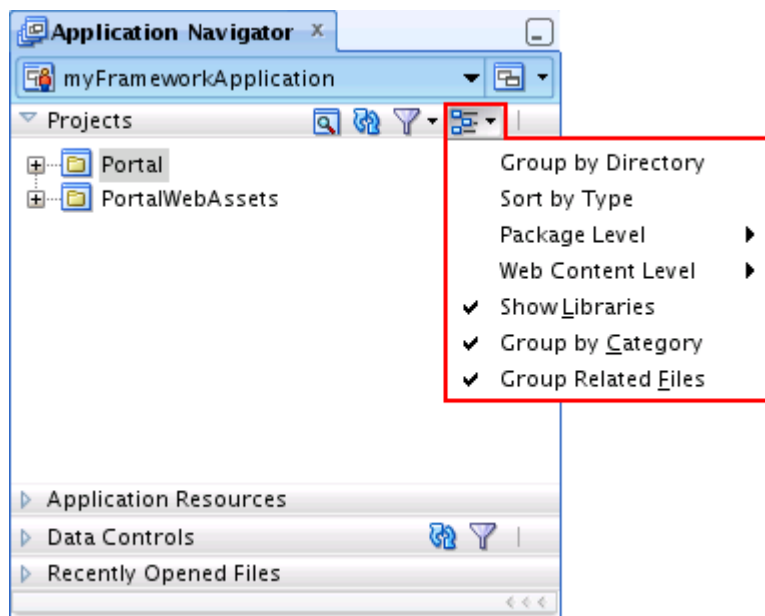 Application Navigator x
myFrameworkApplication
Projects
Portal
PortalWebAssets
Group by Directory
Sort by Type
Package Level
Web Content Level
Show Libraries
Group by Category
Group Related Files
Application Resources
Data Controls
Recently Opened Files